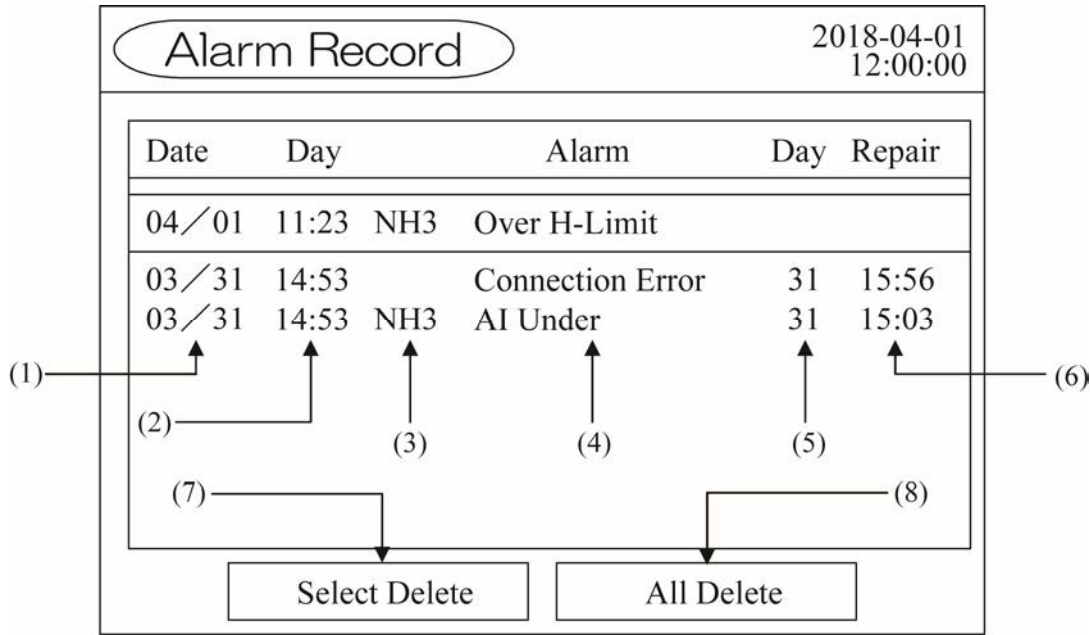 Alarm Record
2018-04-01
12:00:00
Date Day Alarm Day Repair
04/01 11:23 NH3 Over H-Limit
03/31 14:53 Connection Error 31 15:56
03/31 14:53 NH3 AI Under 31 15:03
(1)
(2)
(3)
(4)
(5)
(6)
(7)
(8)
Select Delete
All Delete